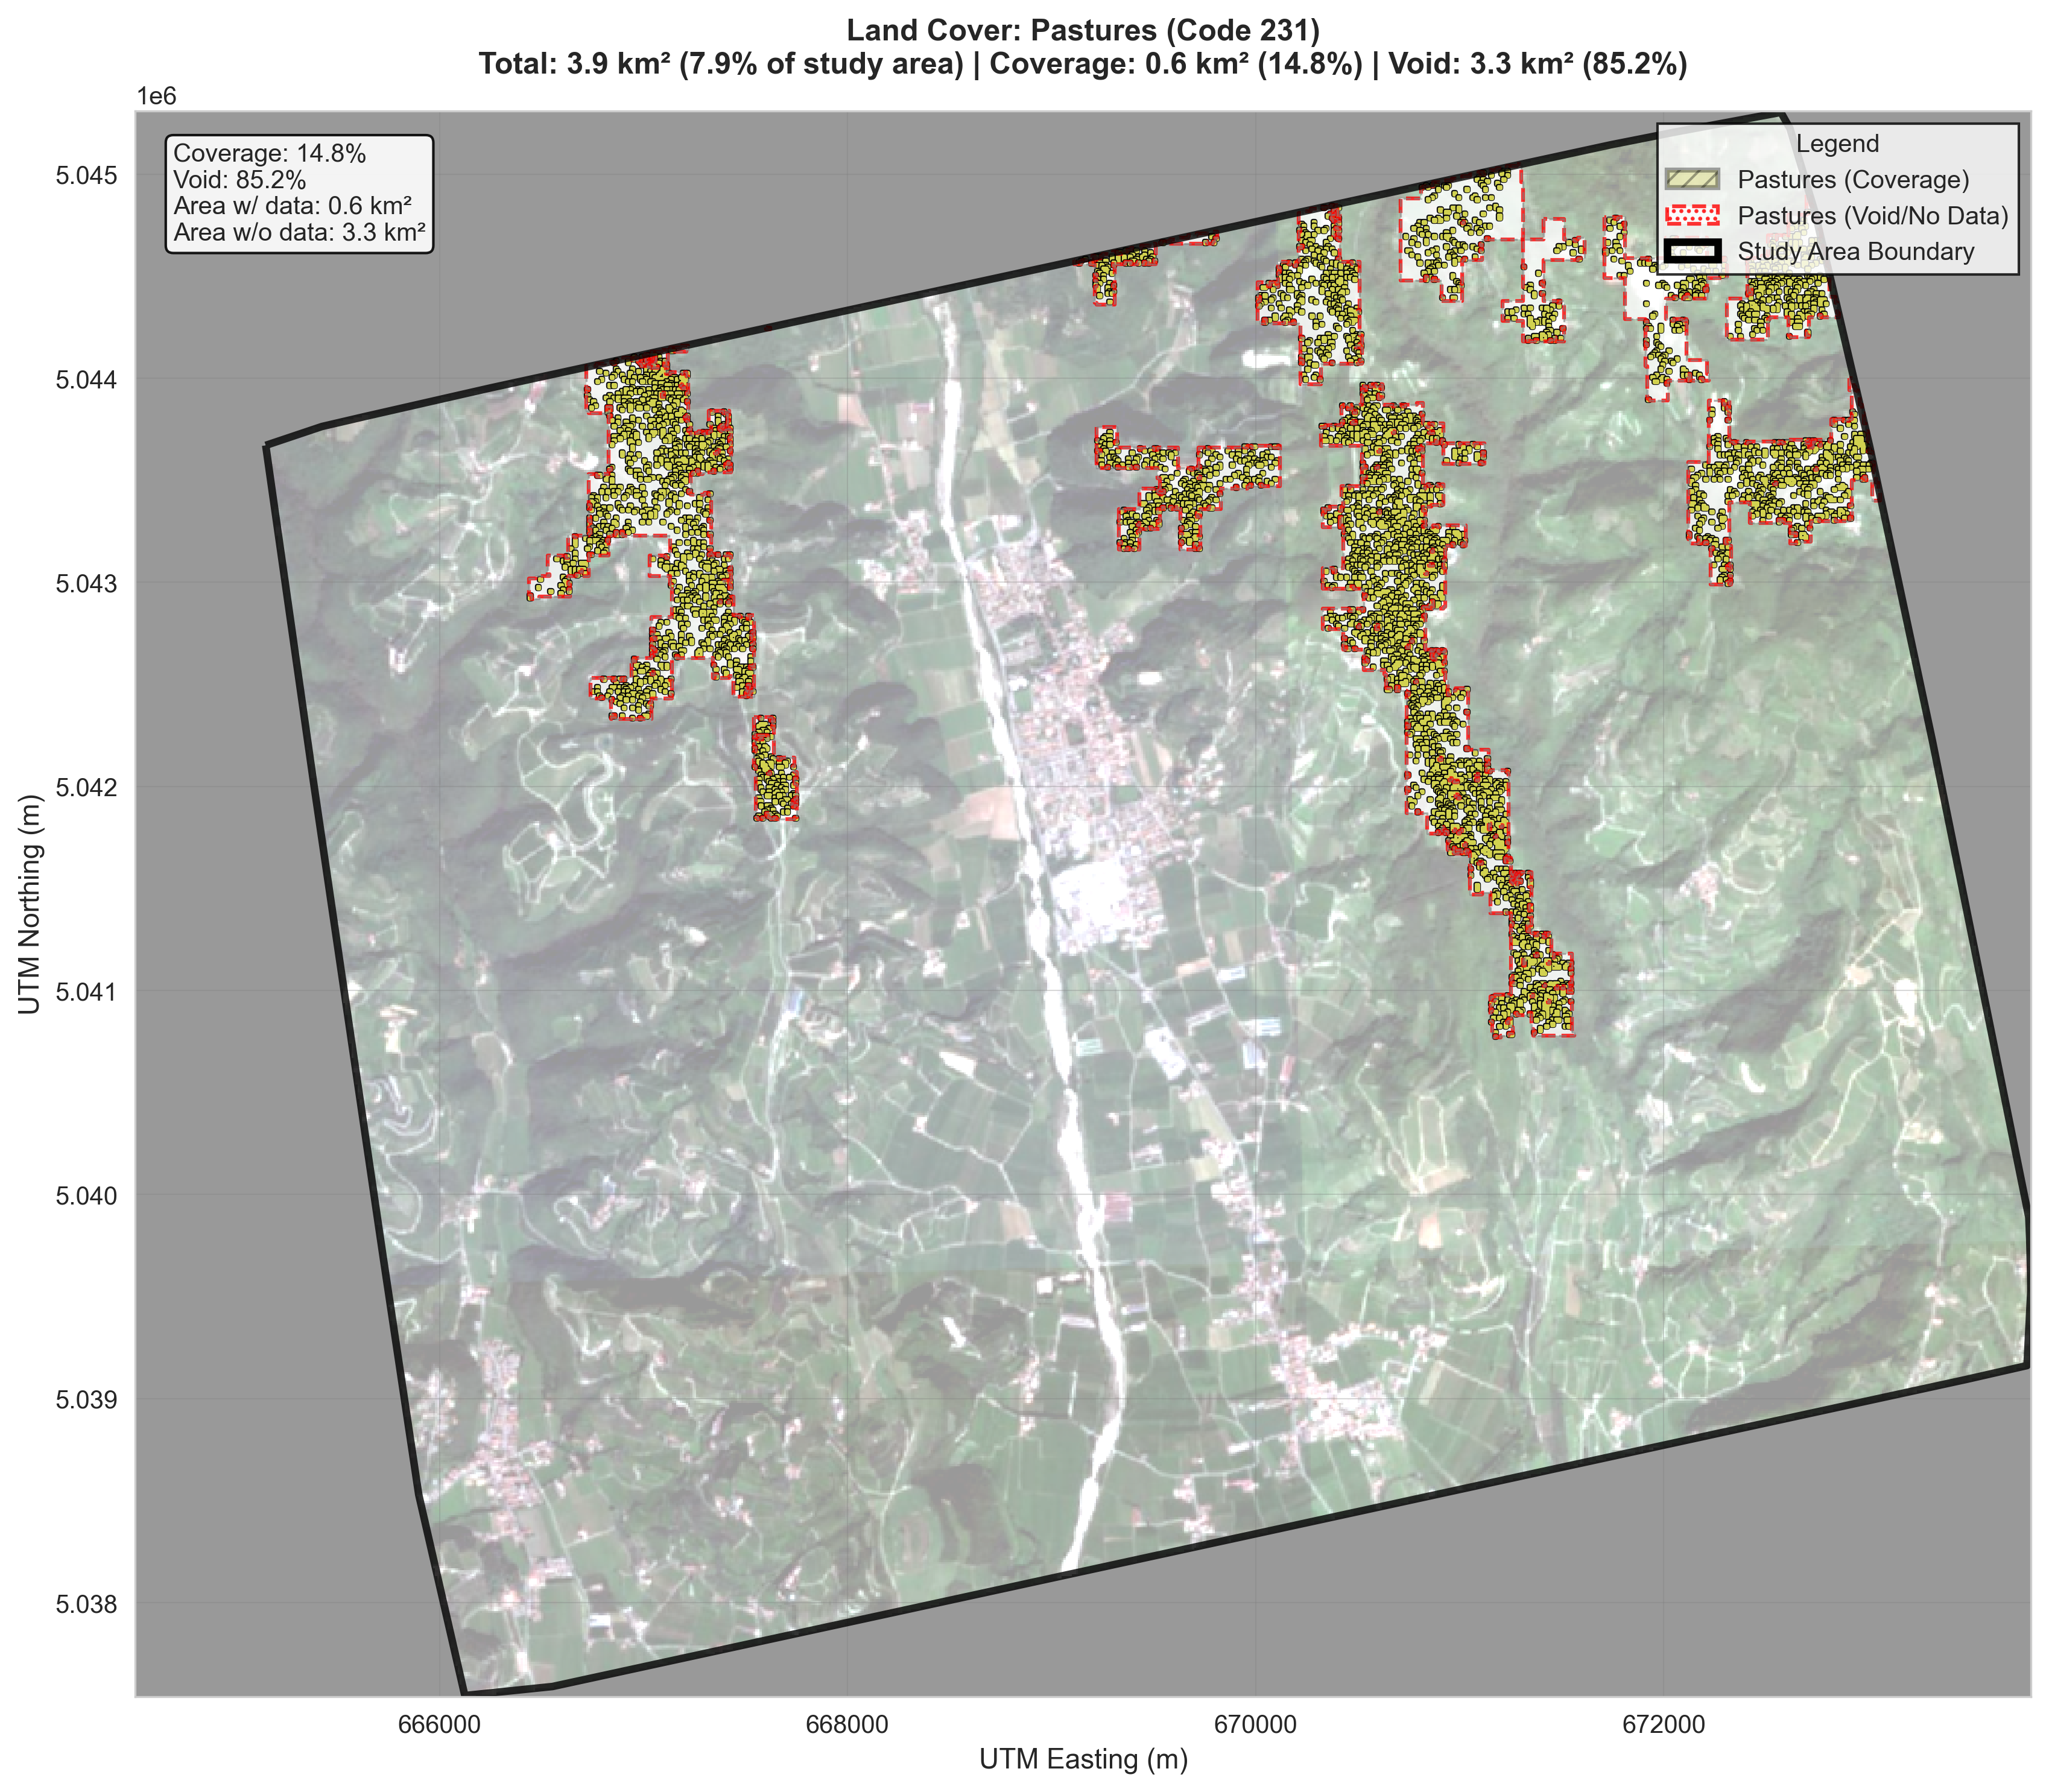 Land Cover: Pastures (Code 231)
Total: 3.9 km² (7.9% of study area) | Coverage: 0.6 km² (14.8%) | Void: 3.3 km² (85.2%)
1e6
Coverage: 14.8%
Void: 85.2%
Area w/ data: 0.6 km²
Area w/o data: 3.3 km²
Legend
Pastures (Coverage)
Pastures (Void/No Data)
Study Area Boundary
5.045
5.044
5.043
5.042
5.041
5.040
5.039
5.038
UTM Northing (m)
666000
668000
670000
672000
UTM Easting (m)